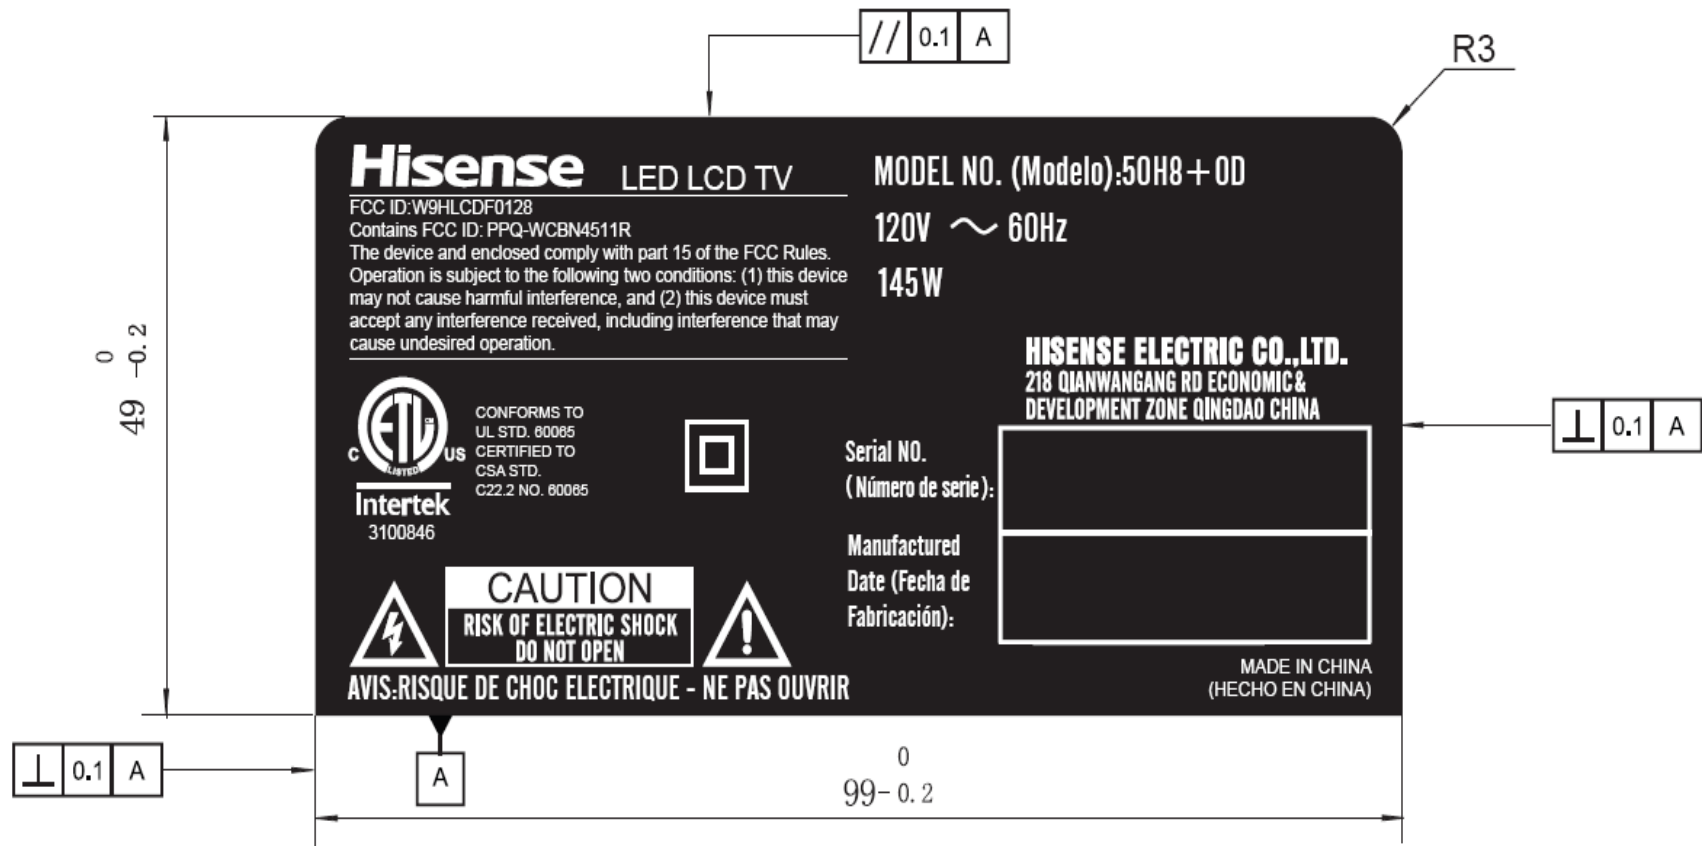 // 0.1 A
R3
Hisense LED LCD TV
FCC ID:W9HLCDF0128
Contains FCC ID: PPQ-WCBN4511R
The device and enclosed comply with part 15 of the FCC Rules.
Operation is subject to the following two conditions: (1) this device
may not cause harmful interference, and (2) this device must
accept any interference received, including interference that may
cause undesired operation.
MODEL NO. (Modelo):50H8+0D
120V ～ 60Hz
145W
HISENSE ELECTRIC CO.,LTD.
218 QIANWANGANG RD ECONOMIC&
DEVELOPMENT ZONE QINGDAO CHINA
0
49 -0.2
ETL
C US
LISTED
Intertek
3100846
CONFORMS TO
UL STD. 60065
CERTIFIED TO
CSA STD.
C22.2 NO. 60065
Serial NO.
(Número de serie):
Manufactured
Date (Fecha de
Fabricación):
⊥ 0.1 A
CAUTION
RISK OF ELECTRIC SHOCK
DO NOT OPEN
AVIS:RISQUE DE CHOC ELECTRIQUE - NE PAS OUVRIR
MADE IN CHINA
(HECHO EN CHINA)
⊥ 0.1 A
A
0
99-0.2